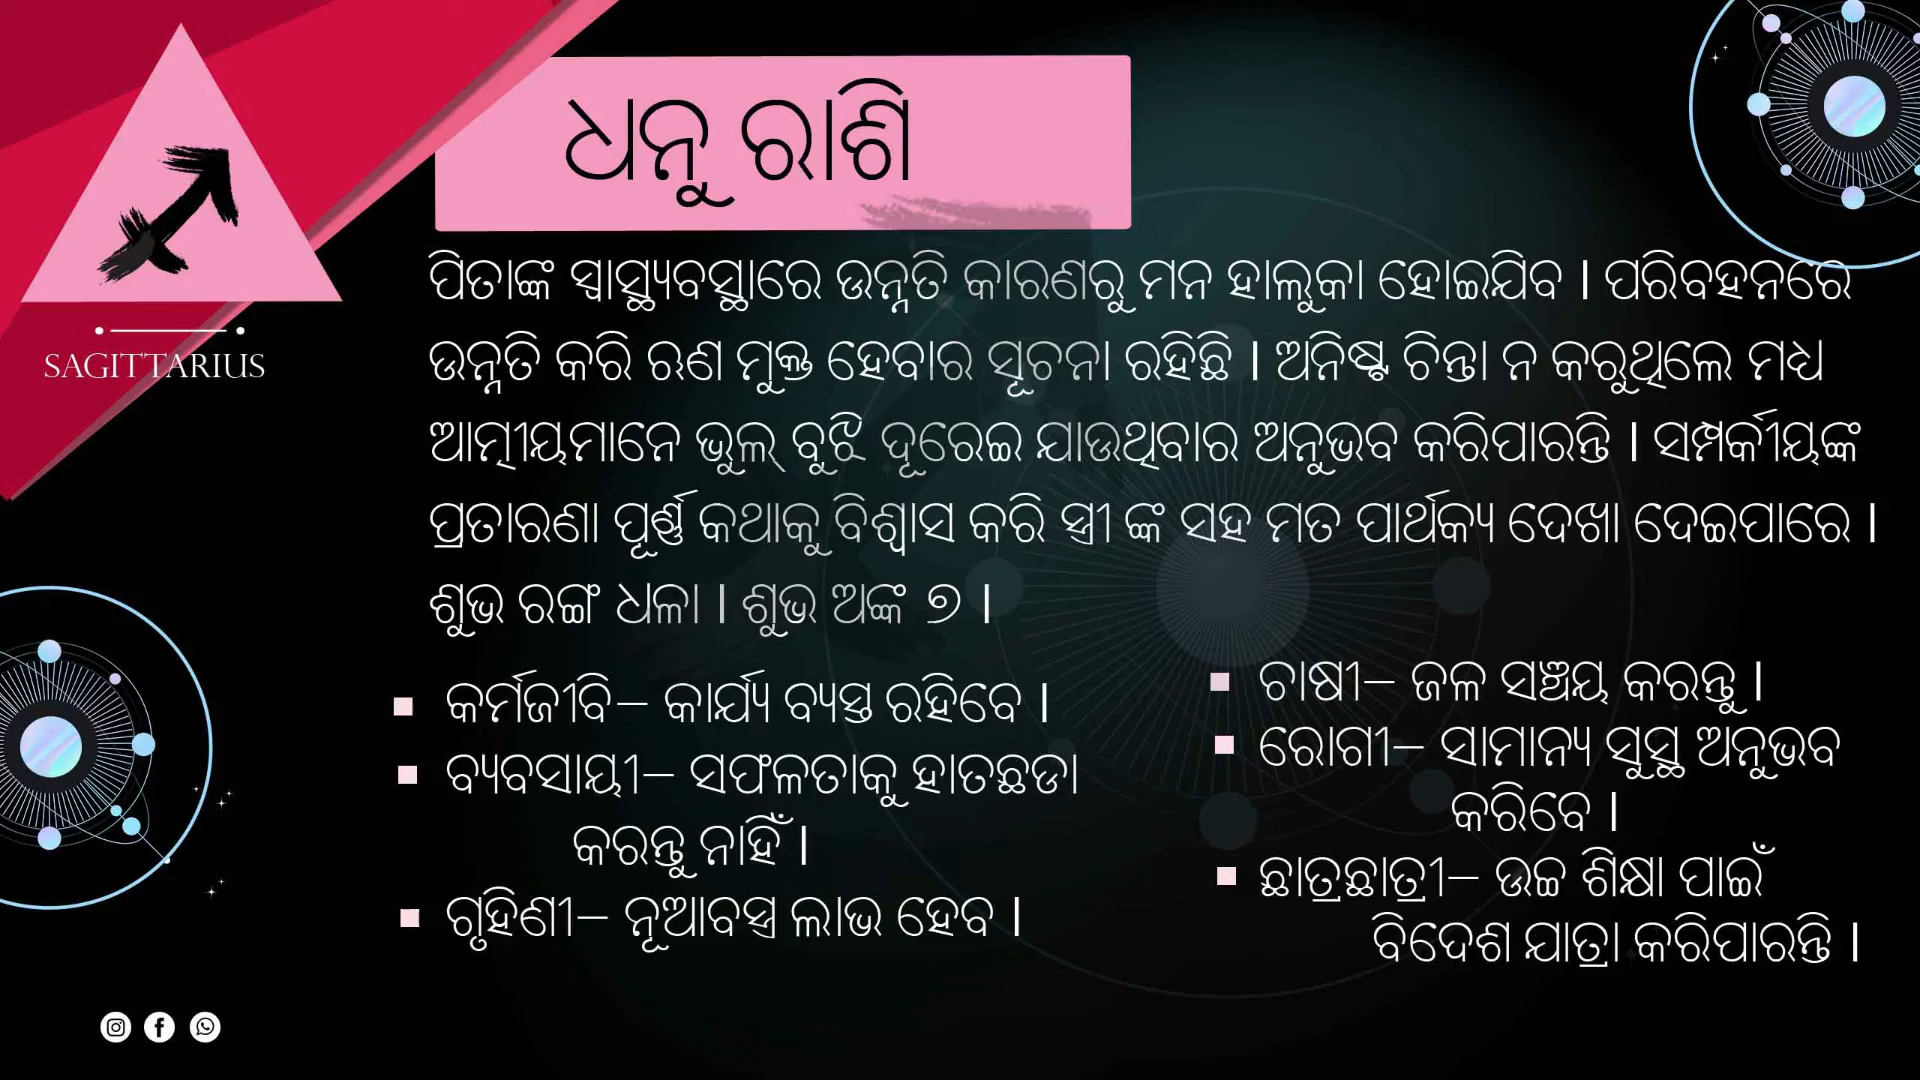 ଧନୁ ରାଶି
SAGITTARIUS
ପିତାଙ୍କ ସ୍ୱାସ୍ଥ୍ୟବସ୍ଥାରେ ଉନ୍ନତି କାରଣରୁ ମନ ହାଲୁକା ହୋଇଯିବ । ପରିବହନରେ
ଉନ୍ନତି କରି ଋଣ ମୁକ୍ତ ହେବାର ସୂଚନା ରହିଛି । ଅନିଷ୍ଟ ଚିନ୍ତା ନ କରୁଥିଲେ ମଧ୍ୟ
ଆତ୍ମୀୟମାନେ ଭୁଲ୍ ବୁଝି ଦୂରେଇ ଯାଉଥିବାର ଅନୁଭବ କରିପାରନ୍ତି । ସମ୍ପର୍କୀୟଙ୍କ
ପ୍ରତାରଣା ପୂର୍ଣ୍ଣ କଥାକୁ ବିଶ୍ୱାସ କରି ସ୍ତ୍ରୀ ଙ୍କ ସହ ମତ ପାର୍ଥକ୍ୟ ଦେଖା ଦେଇପାରେ ।
ଶୁଭ ରଙ୍ଗ ଧଳା । ଶୁଭ ଅଙ୍କ ୭ ।
▪ କର୍ମଜୀବି– କାର୍ଯ୍ୟ ବ୍ୟସ୍ତ ରହିବେ ।
▪ ବ୍ୟବସାୟୀ– ସଫଳତାକୁ ହାତଛଡା
କରନ୍ତୁ ନାହିଁ ।
▪ ଗୃହିଣୀ– ନୂଆବସ୍ତ୍ର ଲାଭ ହେବ ।
▪ ଚାଷୀ– ଜଳ ସଞ୍ଚୟ କରନ୍ତୁ ।
▪ ରୋଗୀ– ସାମାନ୍ୟ ସୁସ୍ଥ ଅନୁଭବ
କରିବେ ।
▪ ଛାତ୍ରଛାତ୍ରୀ– ଉଚ୍ଚ ଶିକ୍ଷା ପାଇଁ
ବିଦେଶ ଯାତ୍ରା କରିପାରନ୍ତି ।